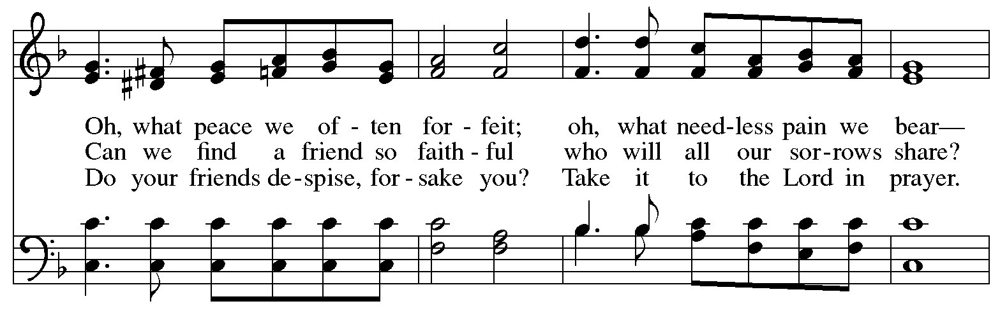 Oh, what peace we of - ten for - feit; oh, what need-less pain we bear—
Can we find a friend so faith - ful who will all our sor-rows share?
Do your friends de-spise, for-sake you? Take it to the Lord in prayer.